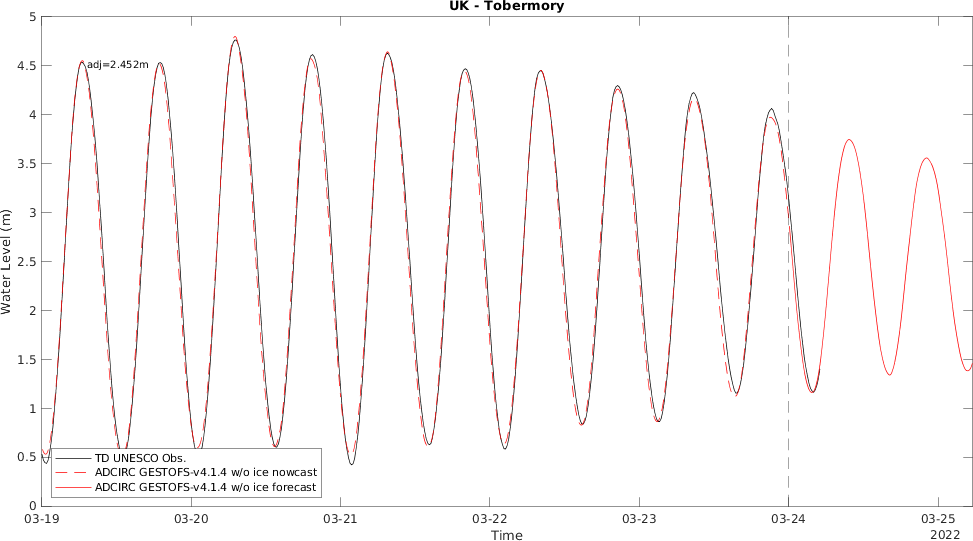 UK - Tobermory
5
4.5
4
3.5
3
2.5
2
1.5
1
0.5
0
Water Level (m)
adj=2.452m
TD UNESCO Obs.
ADCIRC GESTOFS-v4.1.4 w/o ice nowcast
ADCIRC GESTOFS-v4.1.4 w/o ice forecast
03-19 03-20 03-21 03-22 03-23 03-24 03-25
Time
2022